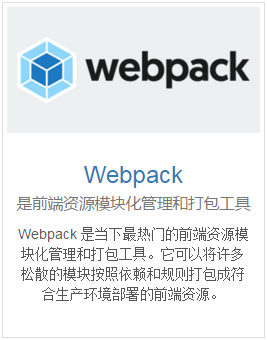 webpack
Webpack
是前端资源模块化管理和打包工具
Webpack 是当下最热门的前端资源模
块化管理和打包工具。它可以将许多
松散的模块按照依赖和规则打包成符
合生产环境部署的前端资源。